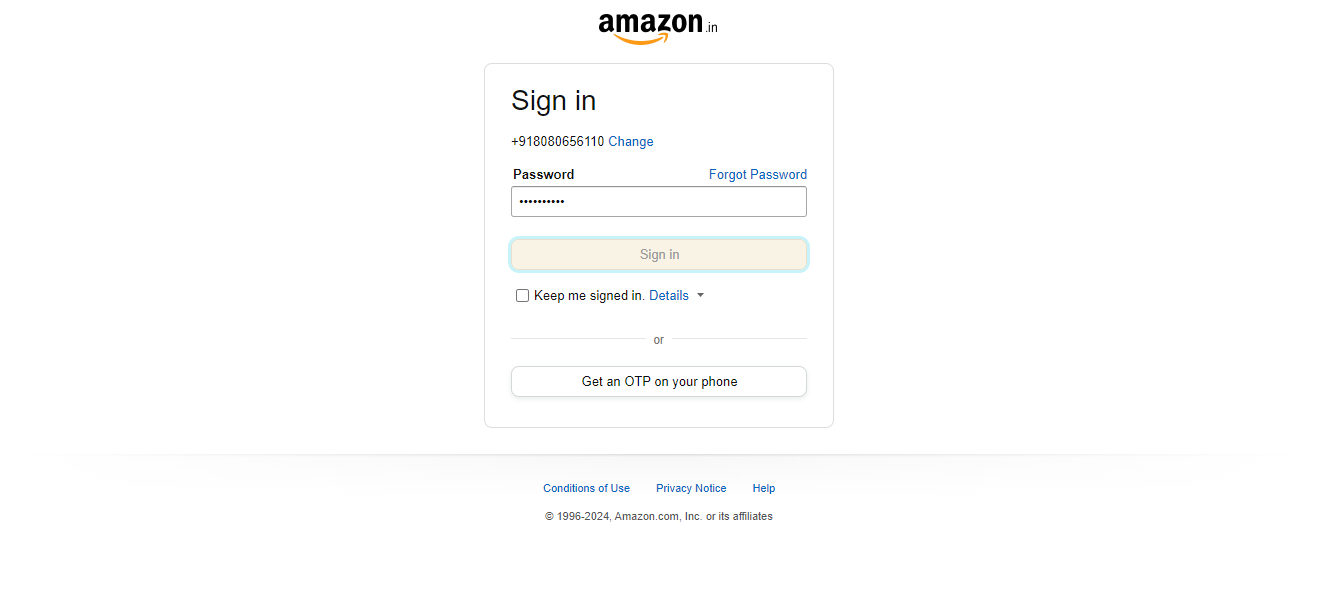 amazon.in
Sign in
+918080656110 Change
Password Forgot Password
••••••••••
Sign in
Keep me signed in. Details
or
Get an OTP on your phone
Conditions of Use Privacy Notice Help
© 1996-2024, Amazon.com, Inc. or its affiliates